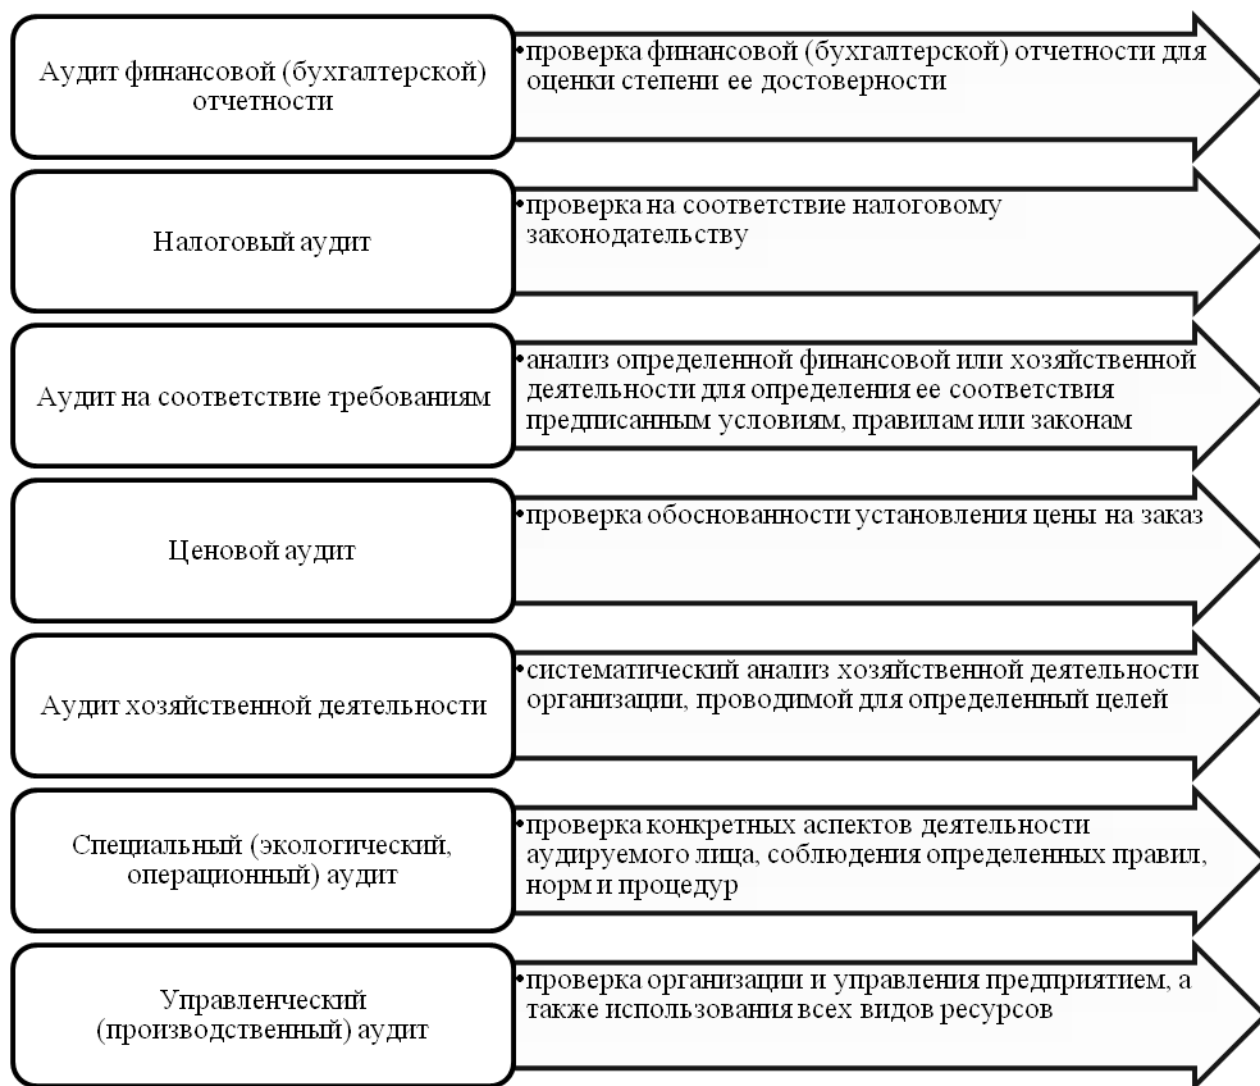 Аудит финансовой (бухгалтерской)
отчетности
•проверка финансовой (бухгалтерской) отчетности для
оценки степени ее достоверности
Налоговый аудит
•проверка на соответствие налоговому
законодательству
Аудит на соответствие требованиям
•анализ определенной финансовой или хозяйственной
деятельности для определения ее соответствия
предписанным условиям, правилам или законам
Ценовой аудит
•проверка обоснованности установления цены на заказ
Аудит хозяйственной деятельности
•систематический анализ хозяйственной деятельности
организации, проводимой для определенный целей
Специальный (экологический,
операционный) аудит
•проверка конкретных аспектов деятельности
аудируемого лица, соблюдения определенных правил,
норм и процедур
Управленческий
(производственный) аудит
•проверка организации и управления предприятием, а
также использования всех видов ресурсов